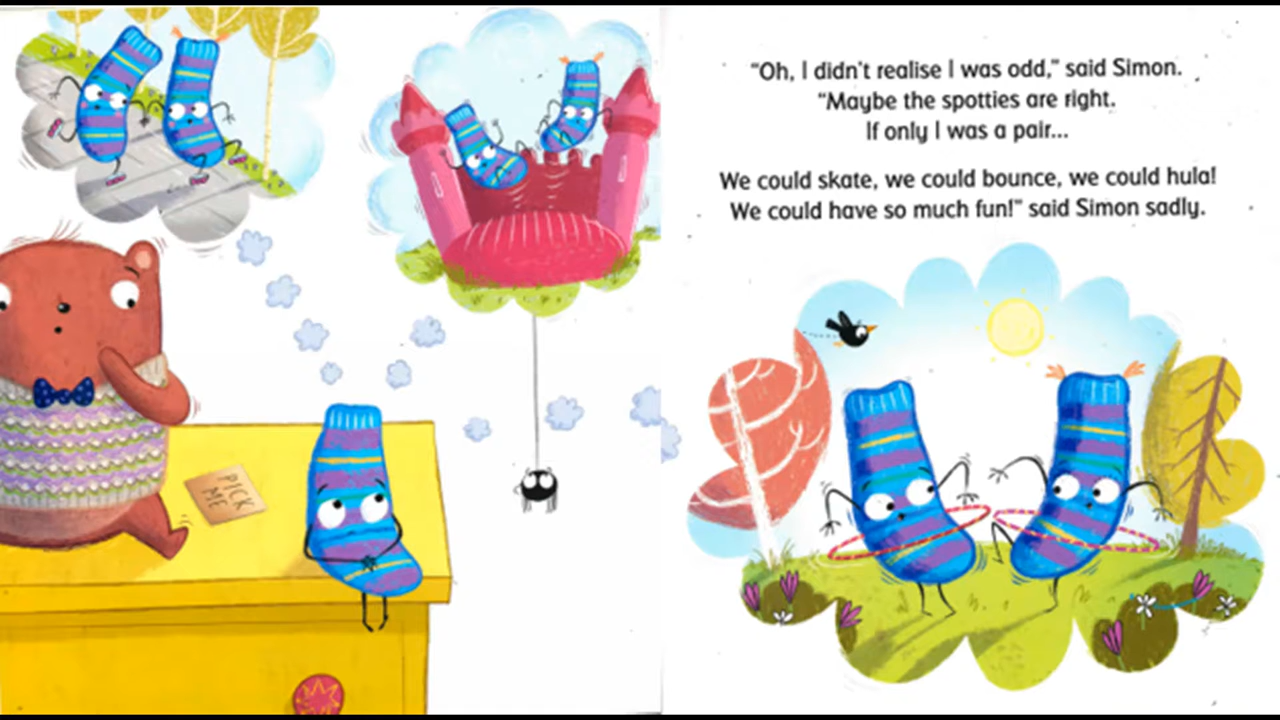 PICK
ME
“Oh, I didn't realise I was odd,” said Simon.
“Maybe the spotties are right.
If only I was a pair...
We could skate, we could bounce, we could hula!
We could have so much fun!” said Simon sadly.